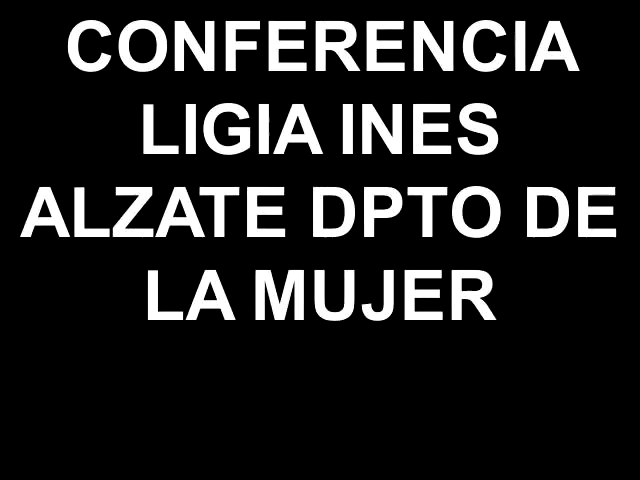 CONFERENCIA
LIGIA INES
ALZATE DPTO DE
LA MUJER